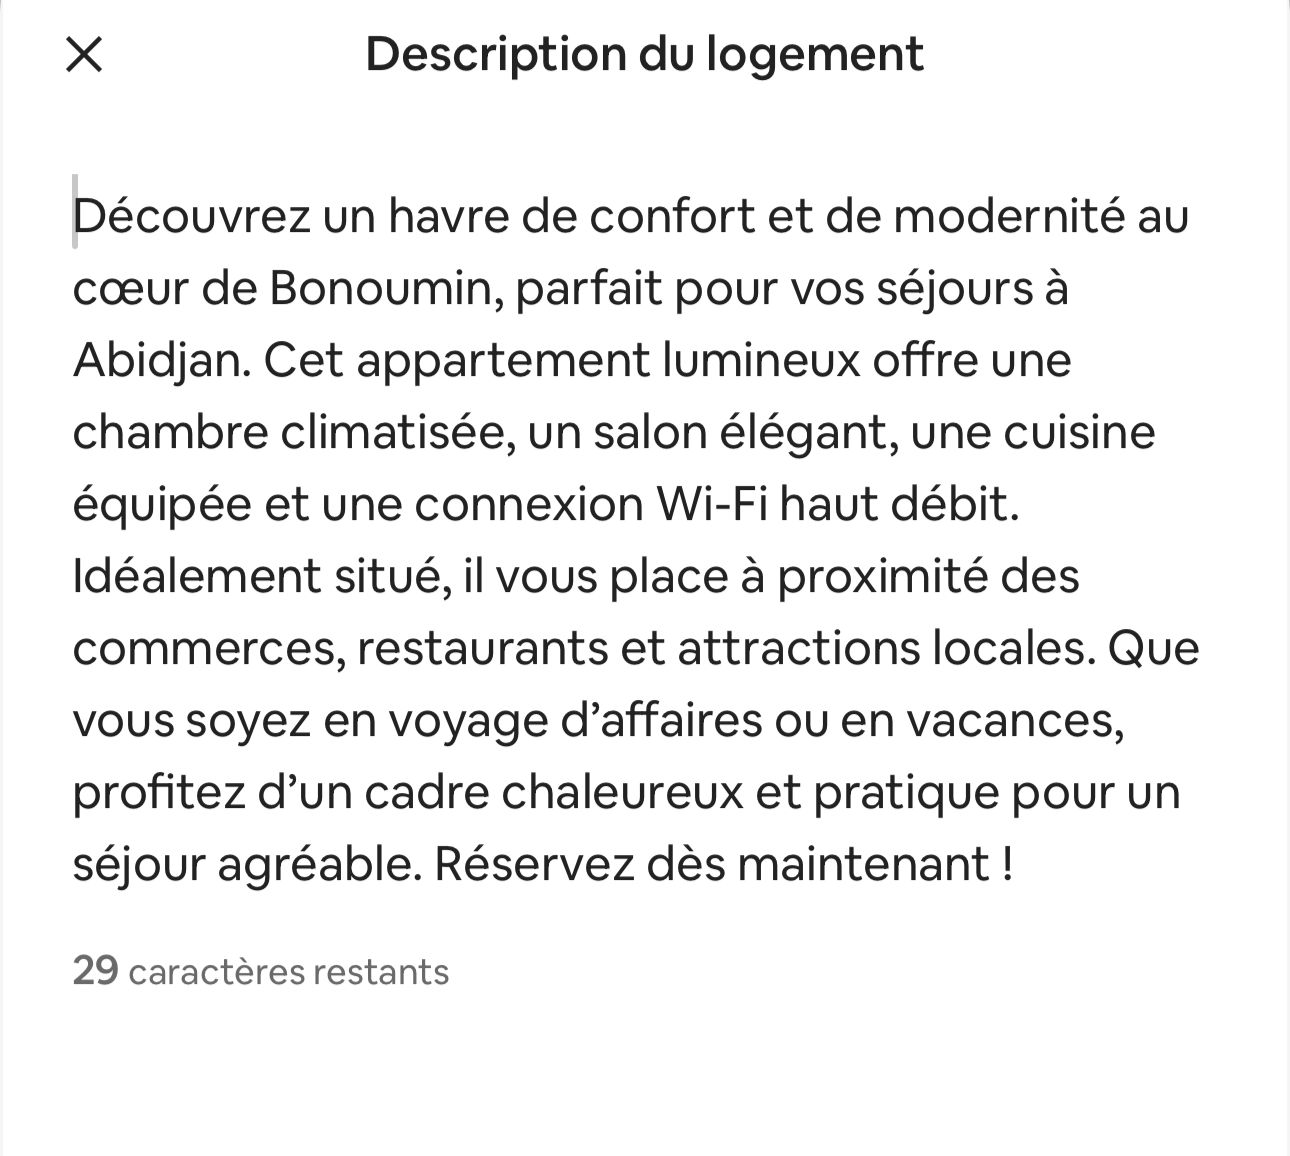 Description du logement
Découvrez un havre de confort et de modernité au
cœur de Bonoumin, parfait pour vos séjours à
Abidjan. Cet appartement lumineux offre une
chambre climatisée, un salon élégant, une cuisine
équipée et une connexion Wi-Fi haut débit.
Idéalement situé, il vous place à proximité des
commerces, restaurants et attractions locales. Que
vous soyez en voyage d’affaires ou en vacances,
profitez d’un cadre chaleureux et pratique pour un
séjour agréable. Réservez dès maintenant !
29 caractères restants